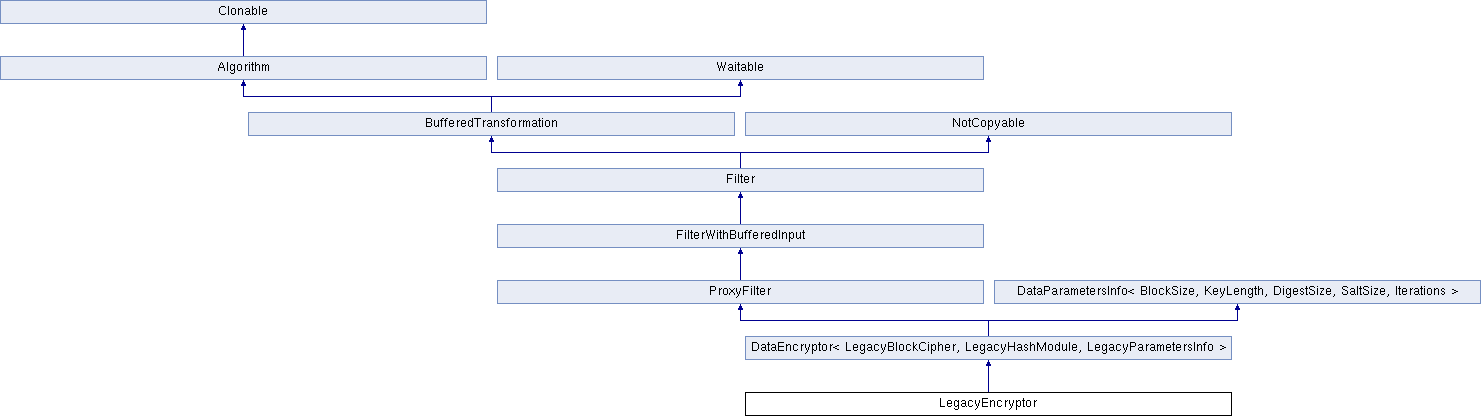 Clonable
Algorithm
Waitable
BufferedTransformation
NotCopyable
Filter
FilterWithBufferedInput
ProxyFilter
DataParametersInfo< BlockSize, KeyLength, DigestSize, SaltSize, Iterations >
DataEncryptor< LegacyBlockCipher, LegacyHashModule, LegacyParametersInfo >
LegacyEncryptor